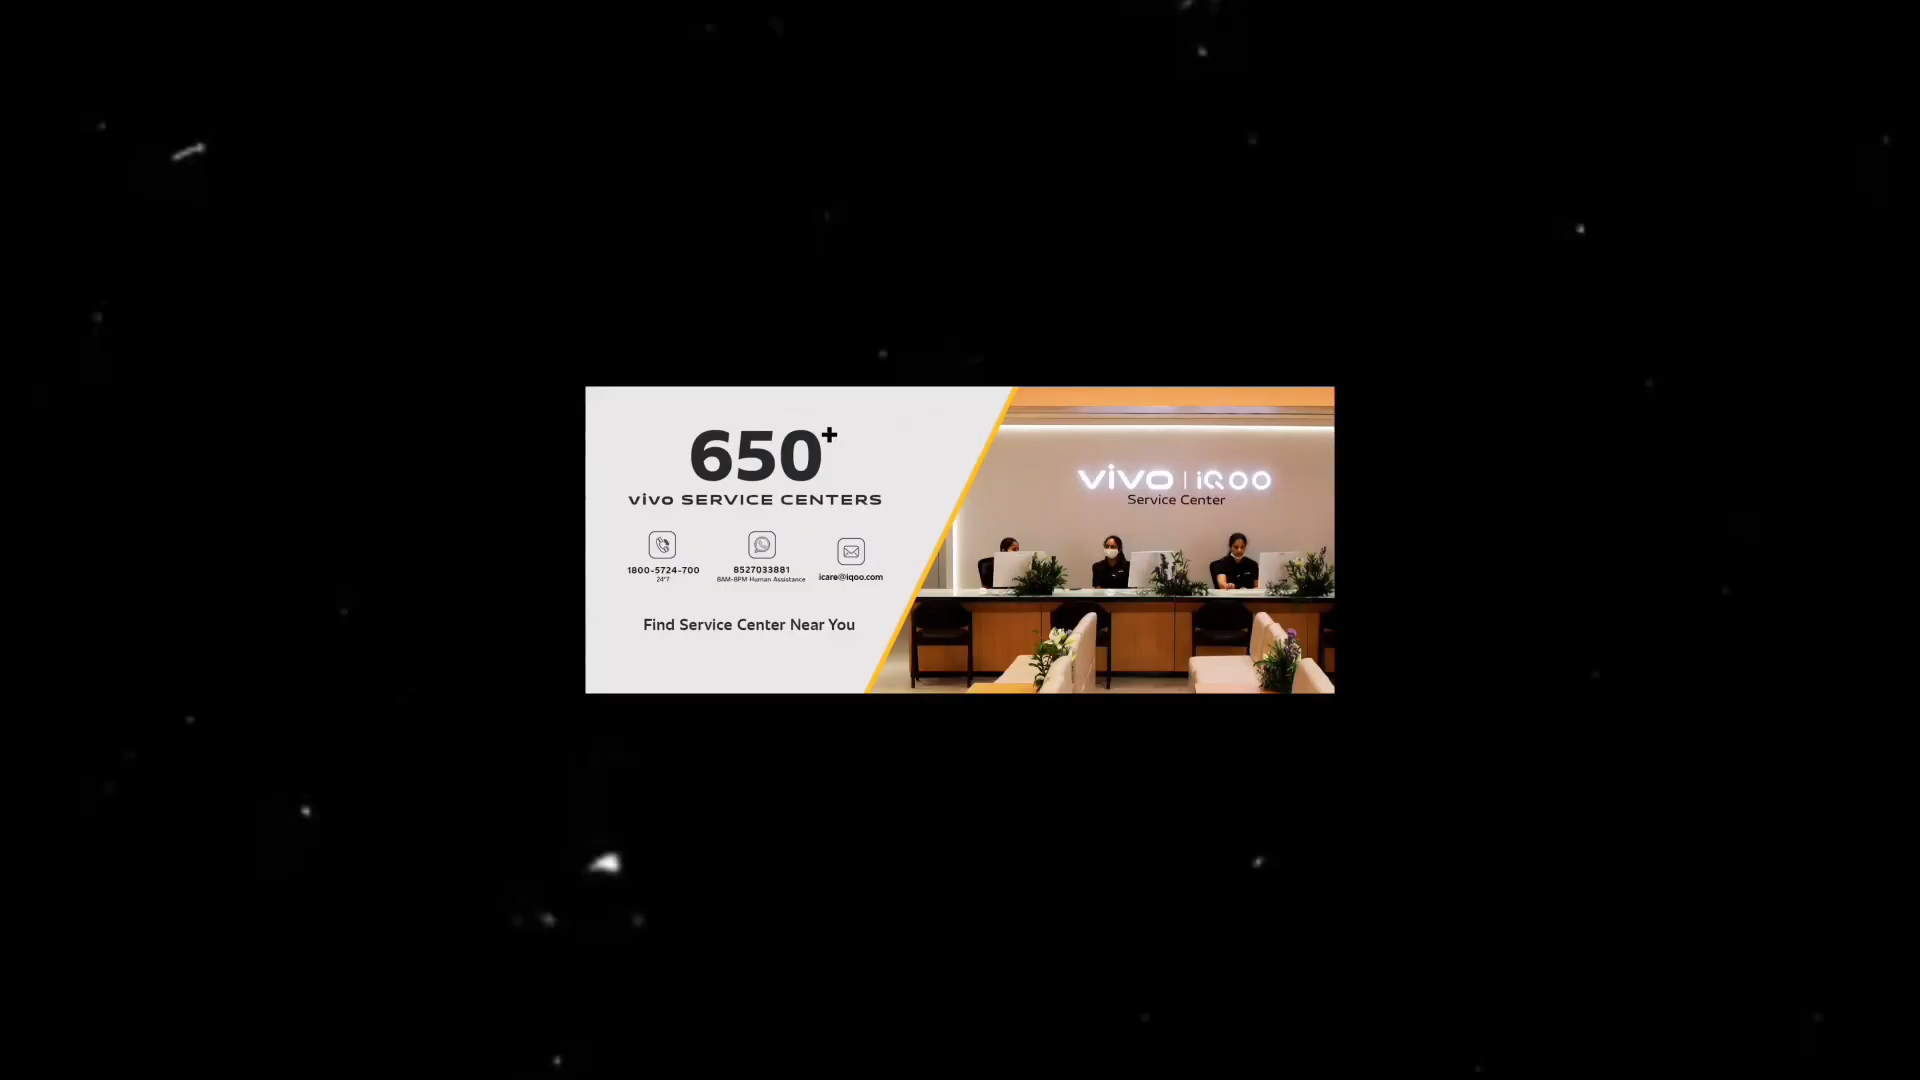 650+
vivo SERVICE CENTERS
1800-5724-700
24*7
8527033881
8AM-8PM Human Assistance
icare@iqoo.com
Find Service Center Near You
vivo | iQOO
Service Center